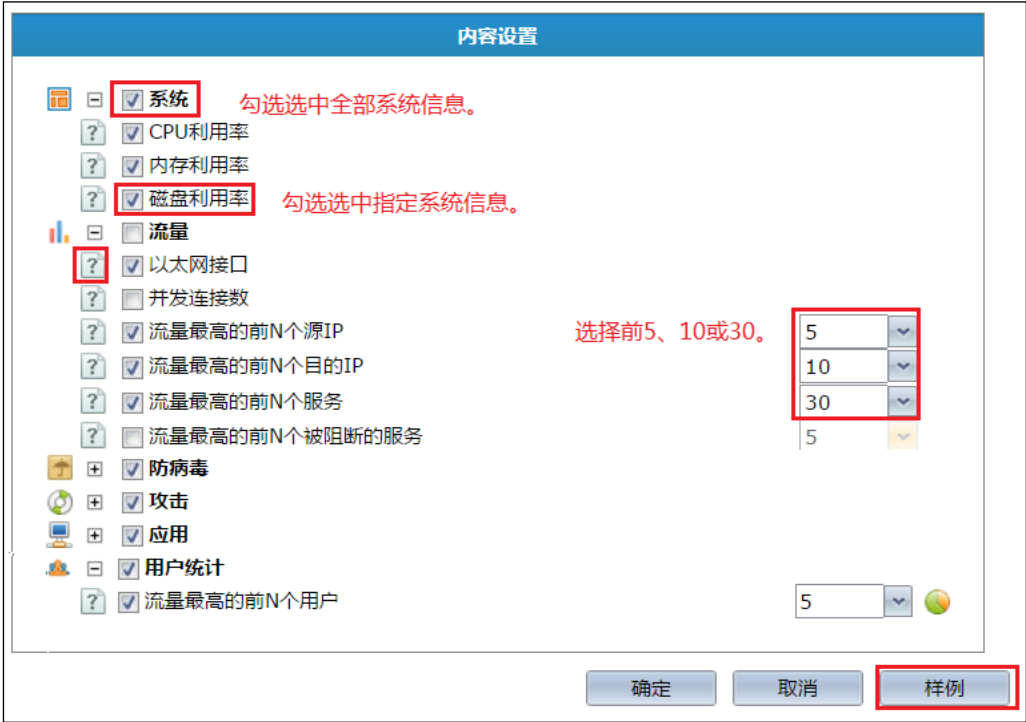 内容设置
系统 勾选选中全部系统信息。
CPU利用率
内存利用率
磁盘利用率 勾选选中指定系统信息。
流量
以太网接口
并发连接数
流量最高的前N个源IP 选择前5、10或30。 5
流量最高的前N个目的IP 10
流量最高的前N个服务 30
流量最高的前N个被阻断的服务 5
防病毒
攻击
应用
用户统计
流量最高的前N个用户 5
确定 取消 样例